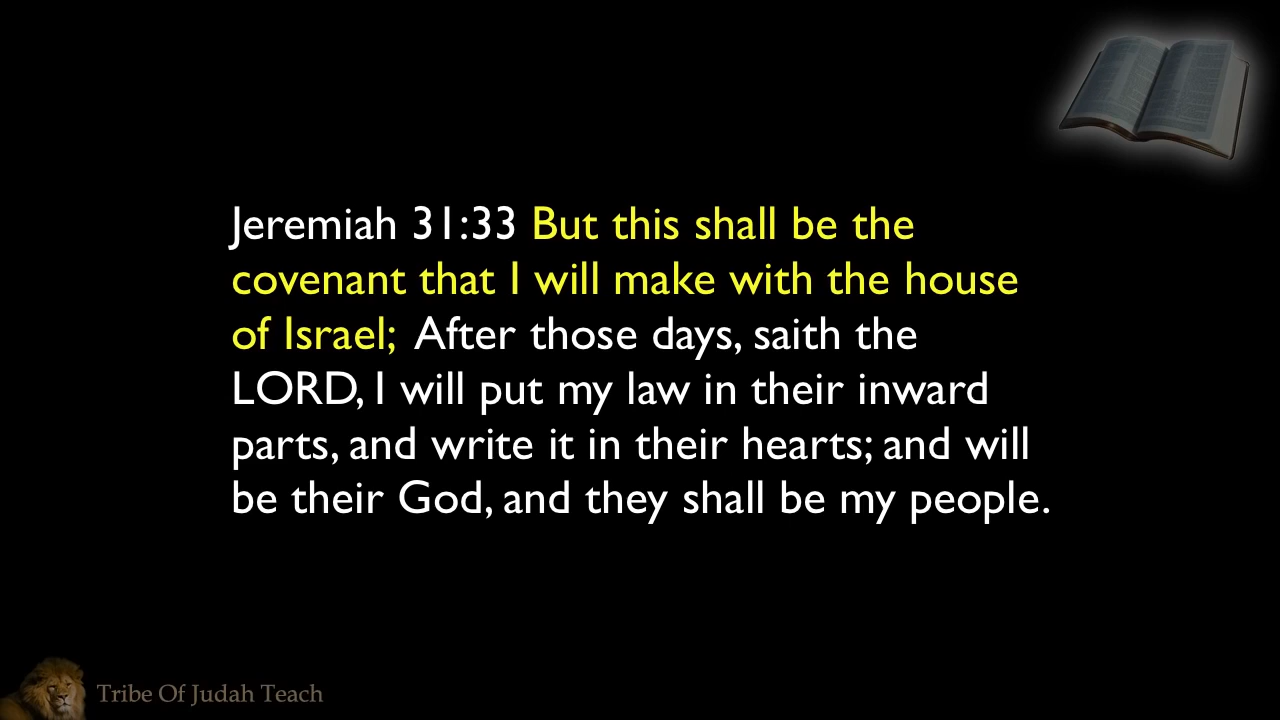 Jeremiah 31:33 But this shall be the
covenant that I will make with the house
of Israel;  After those days, saith the
LORD, I will put my law in their inward
parts, and write it in their hearts; and will
be their God, and they shall be my people.
Tribe Of Judah Teach